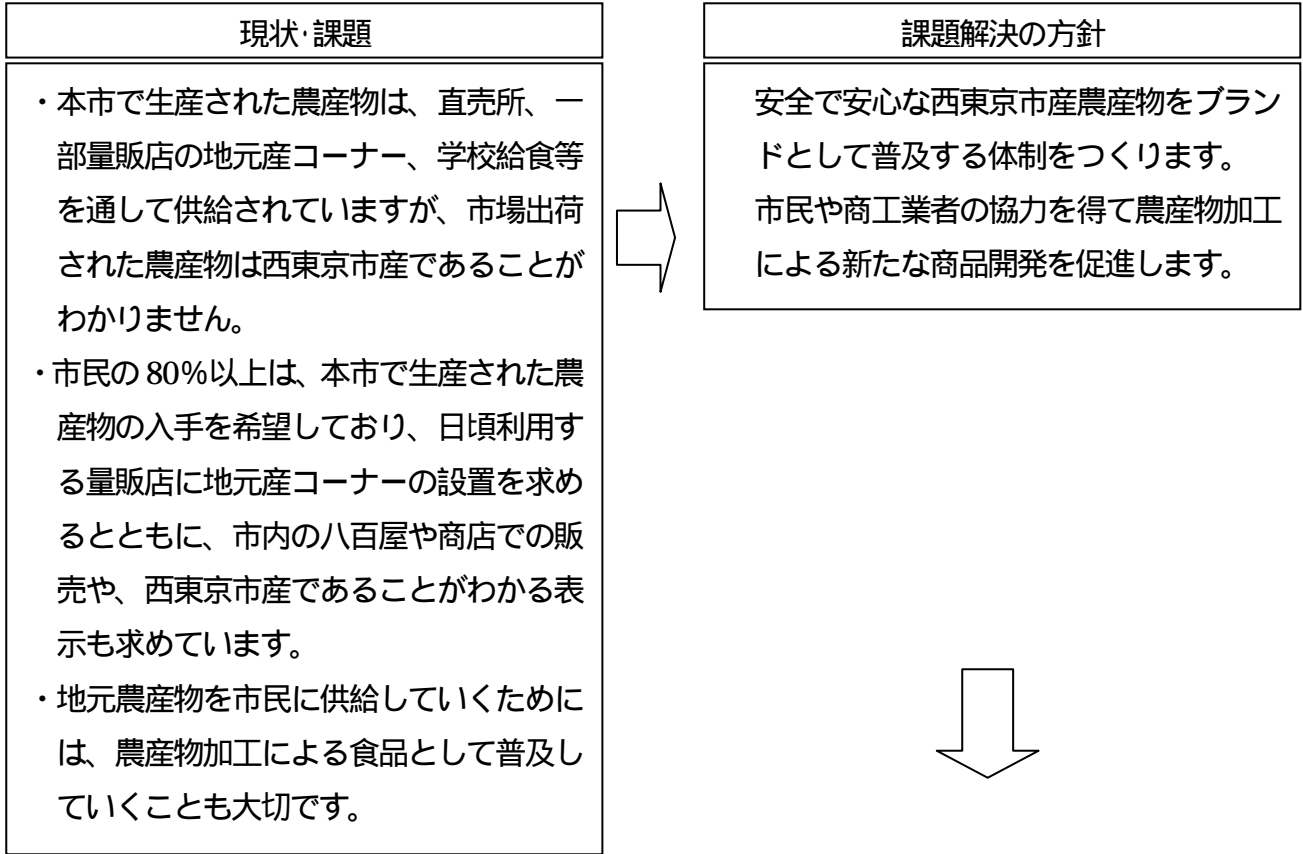 現状・課題
・本市で生産された農産物は、直売所、一
部量販店の地元産コーナー、学校給食等
を通して供給されていますが、市場出荷
された農産物は西東京市産であることが
わかりません。
・市民の 80％以上は、本市で生産された農
産物の入手を希望しており、日頃利用す
る量販店に地元産コーナーの設置を求め
るとともに、市内の八百屋や商店での販
売や、西東京市産であることがわかる表
示も求めています。
・地元農産物を市民に供給していくために
は、農産物加工による食品として普及し
ていくことも大切です。
課題解決の方針
安全で安心な西東京市産農産物をブラン
ドとして普及する体制をつくります。
市民や商工業者の協力を得て農産物加工
による新たな商品開発を促進します。